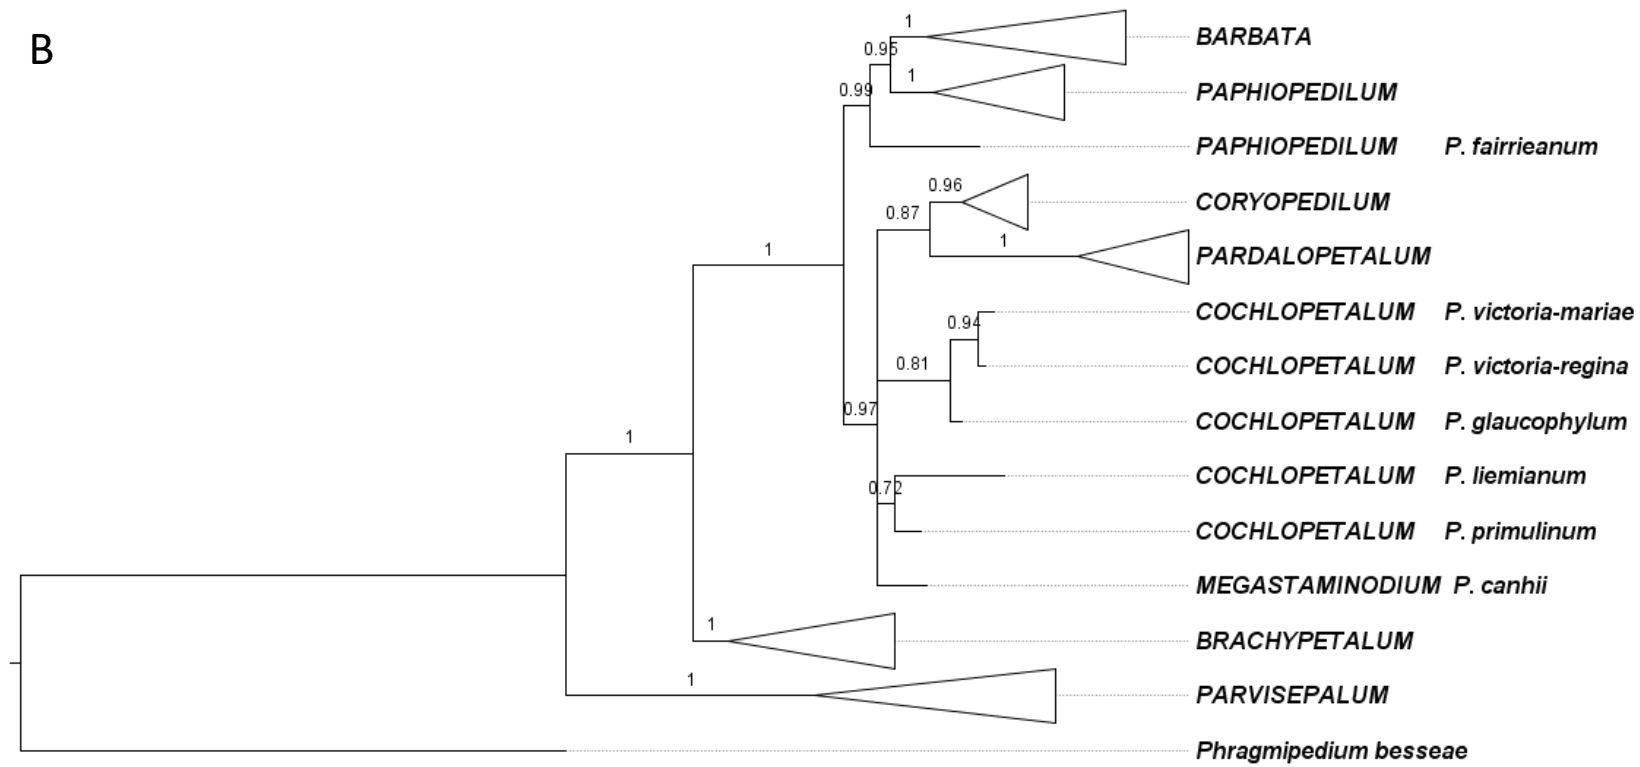 B
1
BARBATA
0.95
1
PAPHIOPEDILUM
0.99
PAPHIOPEDILUM P. fairrieanum
0.96
CORYOPEDILUM
0.87
1
PARDALOPETALUM
1
COCHLOPETALUM P. victoria-mariae
0.94
COCHLOPETALUM P. victoria-regina
0.81
0.97
COCHLOPETALUM P. glaucophylum
1
COCHLOPETALUM P. liemianum
0.72
COCHLOPETALUM P. primulinum
MEGASTAMINODIUM P. canhii
1
BRACHYPETALUM
1
PARVISEPALUM
Phragmipedium besseae